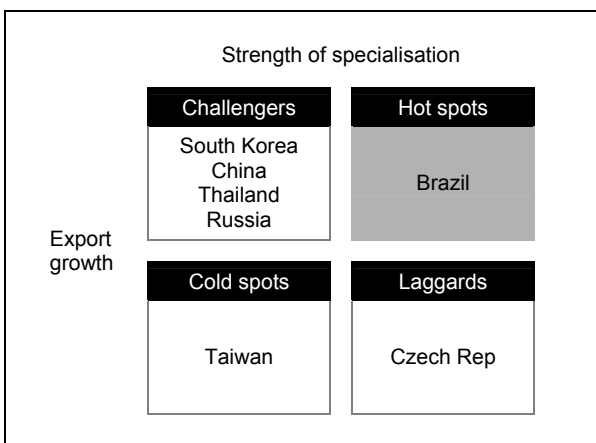 Strength of specialisation
Challengers
Hot spots
South Korea
China
Thailand
Russia
Brazil
Export
growth
Cold spots
Laggards
Taiwan
Czech Rep